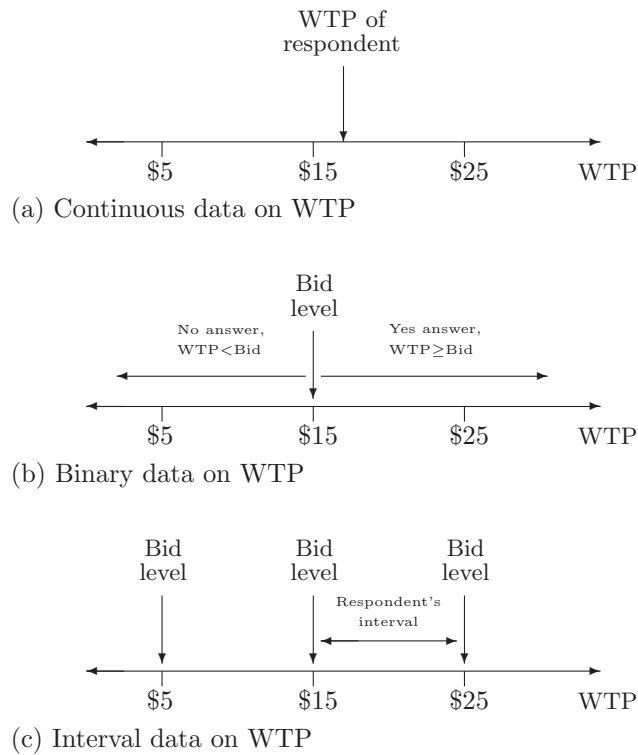 WTP of
respondent
$5 $15 $25 WTP
(a) Continuous data on WTP
Bid
level
No answer,
WTP<Bid
Yes answer,
WTP≥Bid
$5 $15 $25 WTP
(b) Binary data on WTP
Bid Bid Bid
level level level
Respondent's
interval
$5 $15 $25 WTP
(c) Interval data on WTP